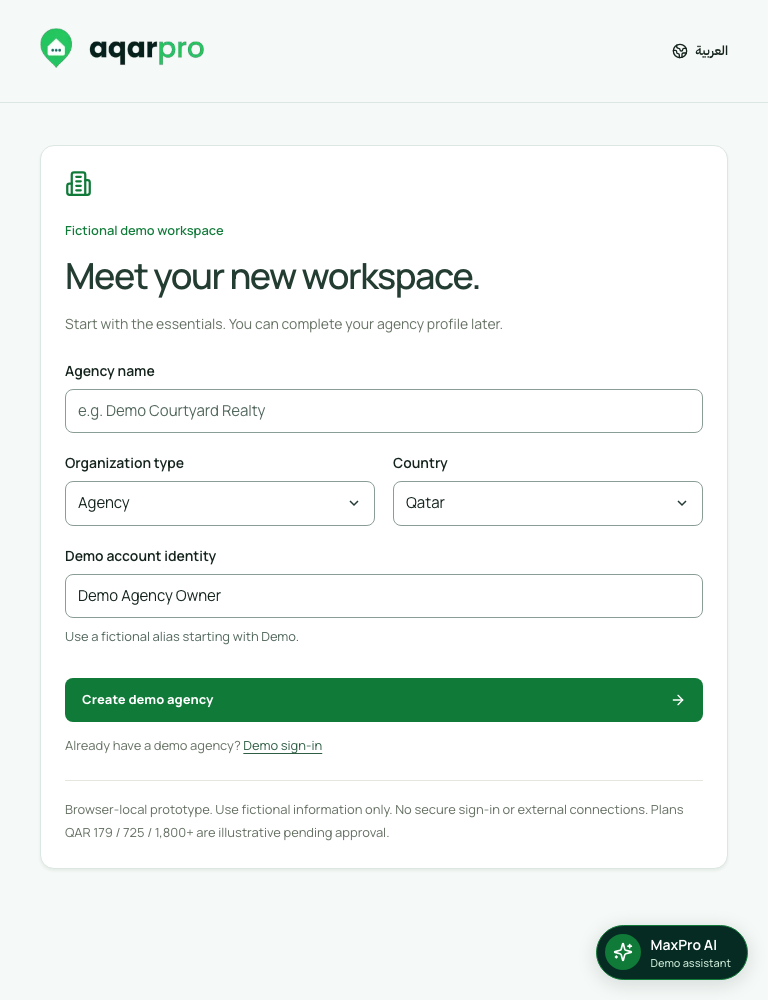 aqarpro
العربية
Fictional demo workspace
Meet your new workspace.
Start with the essentials. You can complete your agency profile later.
Agency name
e.g. Demo Courtyard Realty
Organization type
Country
Agency
Qatar
Demo account identity
Demo Agency Owner
Use a fictional alias starting with Demo.
Create demo agency
Already have a demo agency? Demo sign-in
Browser-local prototype. Use fictional information only. No secure sign-in or external connections. Plans
QAR 179 / 725 / 1,800+ are illustrative pending approval.
MaxPro AI
Demo assistant